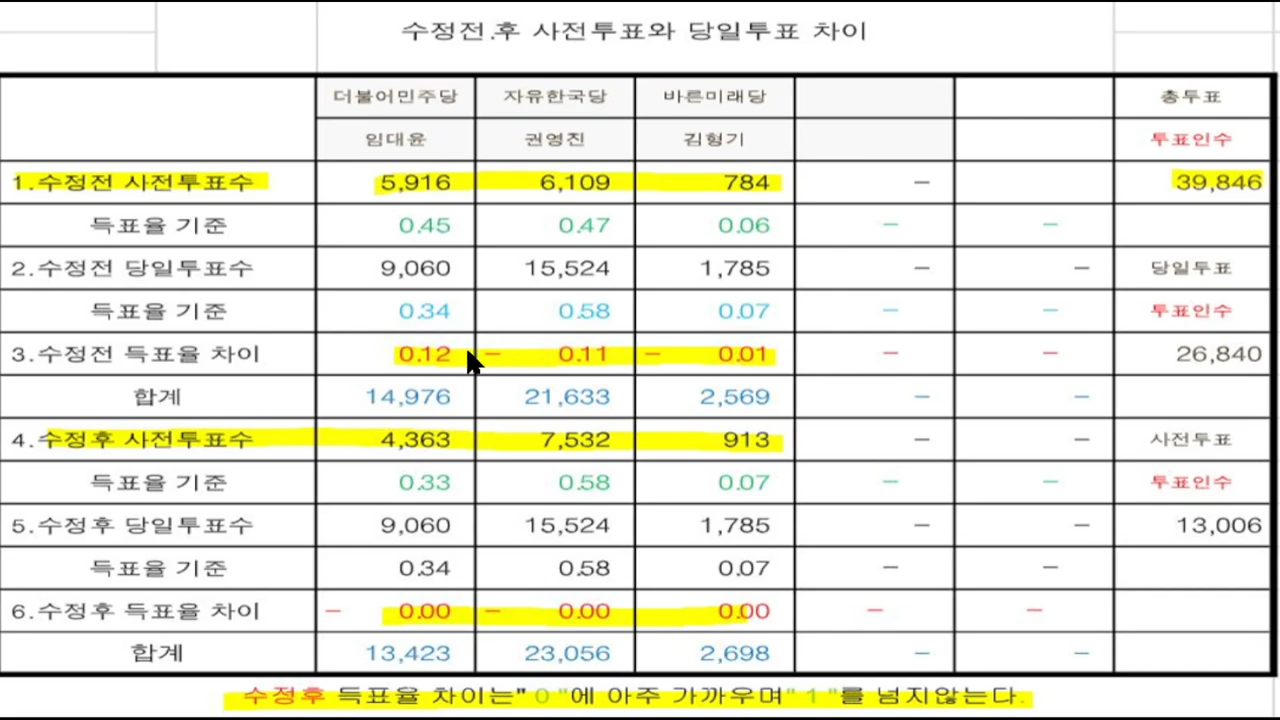 수정전.후 사전투표와 당일투표 차이
더불어민주당 자유한국당 바른미래당 총투표
임대윤 권영진 김형기 투표인수
1.수정전 사전투표수 5,916 6,109 784 – 39,846
득표율 기준 0.45 0.47 0.06 – –
2.수정전 당일투표수 9,060 15,524 1,785 – – 당일투표
득표율 기준 0.34 0.58 0.07 – – 투표인수
3.수정전 득표율 차이 0.12 – 0.11 – 0.01 – – 26,840
합계 14,976 21,633 2,569 – –
4.수정후 사전투표수 4,363 7,532 913 – – 사전투표
득표율 기준 0.33 0.58 0.07 – – 투표인수
5.수정후 당일투표수 9,060 15,524 1,785 – – 13,006
득표율 기준 0.34 0.58 0.07 – –
6.수정후 득표율 차이 – 0.00 – 0.00 0.00 – –
합계 13,423 23,056 2,698 – –
수정후 득표율 차이는" 0 "에 아주 가까우며" 1 "를 넘지않는다.